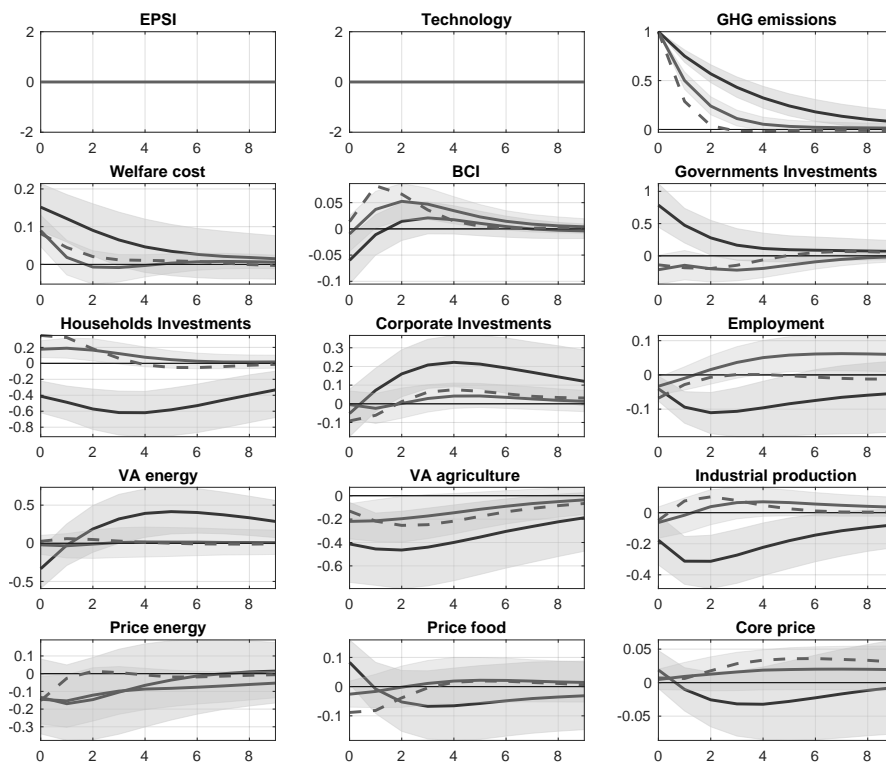 EPSI Technology GHG emissions
2 2 1
0 0 0.5
-2 -2 0
0 2 4 6 8 0 2 4 6 8 0 2 4 6 8
Welfare cost BCI Governments Investments
0.2 0.05 1
0.1 0 0.5
0 -0.05 0
-0.1
0 2 4 6 8 0 2 4 6 8 0 2 4 6 8
Households Investments Corporate Investments Employment
0.2 0.3 0.1
0 0.2 0
-0.2 0.1 -0.1
-0.4 0
-0.6 -0.1
-0.8
0 2 4 6 8 0 2 4 6 8 0 2 4 6 8
VA energy VA agriculture Industrial production
0.5 0 0
0 -0.2 -0.2
-0.5 -0.4 -0.4
-0.6
0 2 4 6 8 0 2 4 6 8 0 2 4 6 8
Price energy Price food Core price
0.1 0.1 0.05
0 0 0
-0.1 -0.1 -0.05
-0.2
-0.3
0 2 4 6 8 0 2 4 6 8 0 2 4 6 8